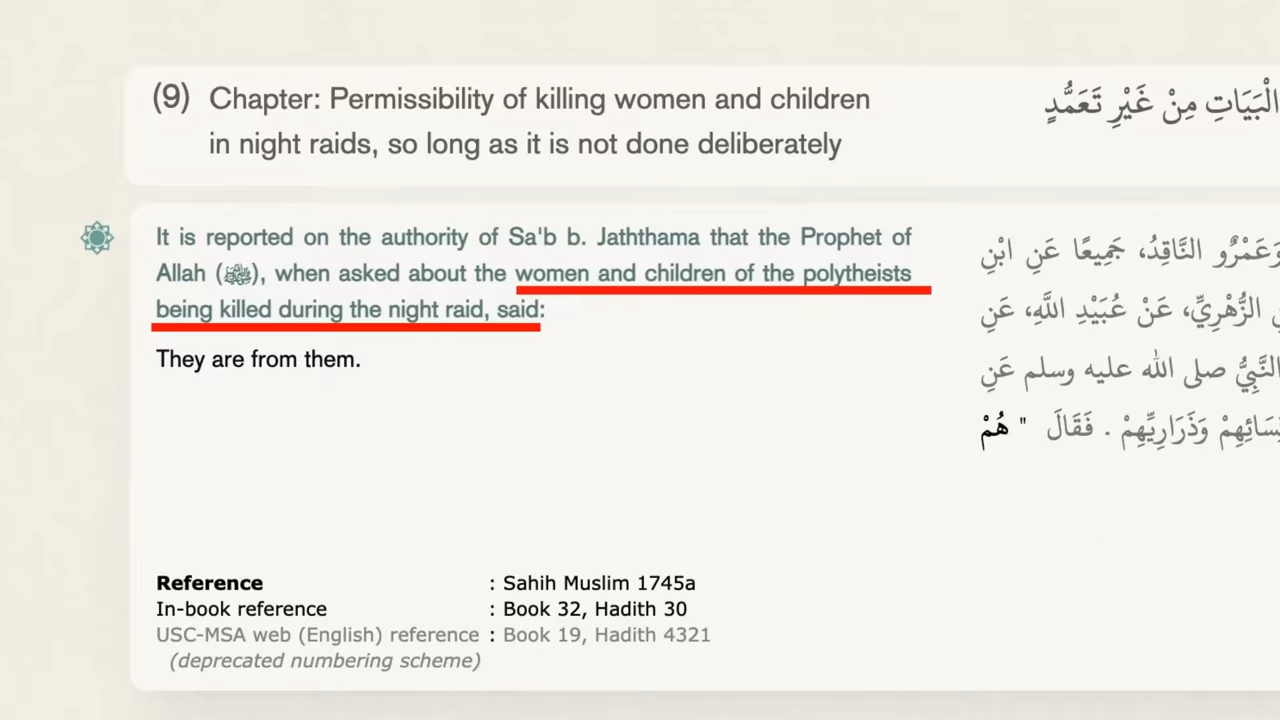 (9) Chapter: Permissibility of killing women and children
in night raids, so long as it is not done deliberately
الْبَيَاتِ مِنْ غَيْرِ تَعَمُّدٍ
It is reported on the authority of Sa'b b. Jaththama that the Prophet of
Allah (ﷺ), when asked about the women and children of the polytheists
being killed during the night raid, said:
They are from them.
وَعَمْرٌو النَّاقِدُ، جَمِيعًا عَنِ ابْنِ
الزُّهْرِيِّ، عَنْ عُبَيْدِ اللَّهِ، عَنِ
النَّبِيُّ صلى الله عليه وسلم عَنِ
وَذَرَارِيِّهِمْ . فَقَالَ " هُمْ
Reference : Sahih Muslim 1745a
In-book reference : Book 32, Hadith 30
USC-MSA web (English) reference : Book 19, Hadith 4321
(deprecated numbering scheme)